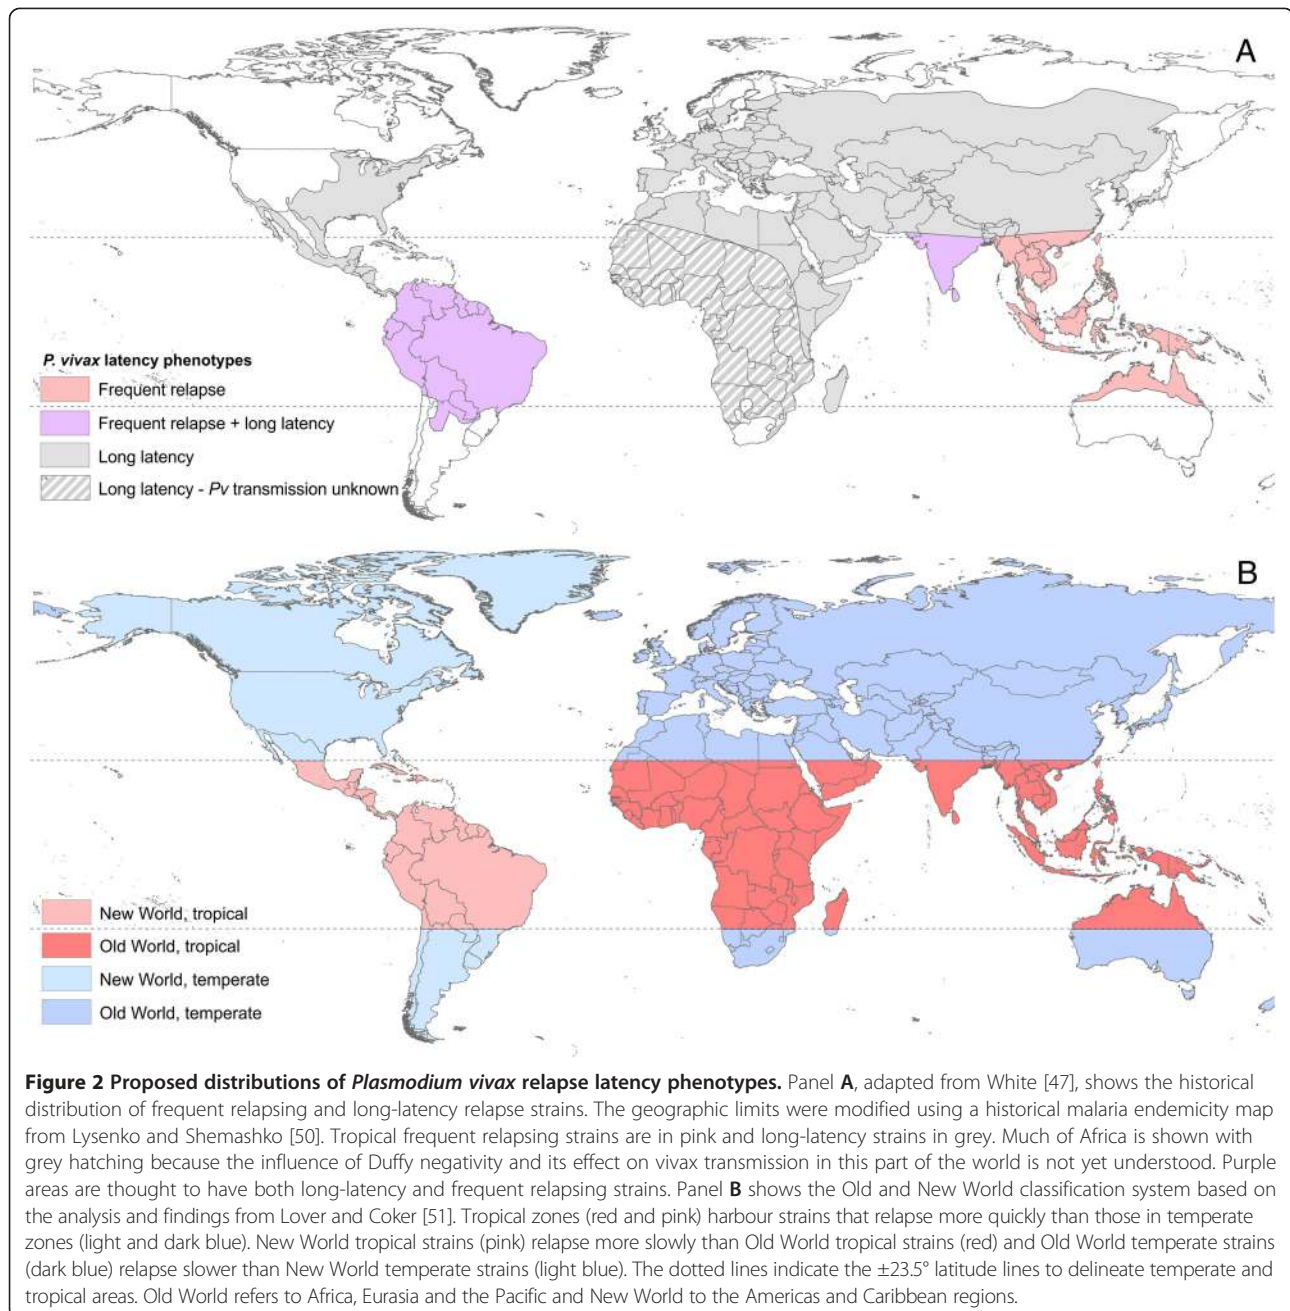 A
P. vivax latency phenotypes
Frequent relapse
Frequent relapse + long latency
Long latency
Long latency - Pv transmission unknown
B
New World, tropical
Old World, tropical
New World, temperate
Old World, temperate
Figure 2 Proposed distributions of Plasmodium vivax relapse latency phenotypes. Panel A, adapted from White [47], shows the historical
distribution of frequent relapsing and long-latency relapse strains. The geographic limits were modified using a historical malaria endemicity map
from Lysenko and Shemashko [50]. Tropical frequent relapsing strains are in pink and long-latency strains in grey. Much of Africa is shown with
grey hatching because the influence of Duffy negativity and its effect on vivax transmission in this part of the world is not yet understood. Purple
areas are thought to have both long-latency and frequent relapsing strains. Panel B shows the Old and New World classification system based on
the analysis and findings from Lover and Coker [51]. Tropical zones (red and pink) harbour strains that relapse more quickly than those in temperate
zones (light and dark blue). New World tropical strains (pink) relapse more slowly than Old World tropical strains (red) and Old World temperate strains
(dark blue) relapse slower than New World temperate strains (light blue). The dotted lines indicate the ±23.5° latitude lines to delineate temperate and
tropical areas. Old World refers to Africa, Eurasia and the Pacific and New World to the Americas and Caribbean regions.